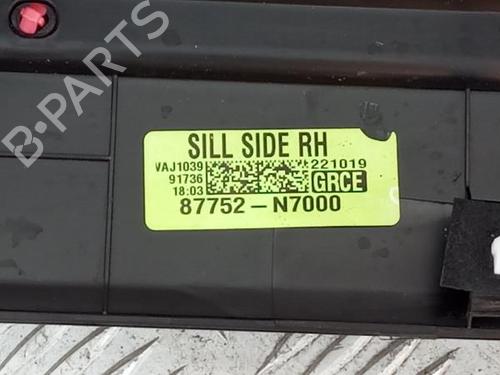 SILL SIDE RH
VAJ1039 221019
91736
18:03 GRCE
87752-N7000
B-PARTS